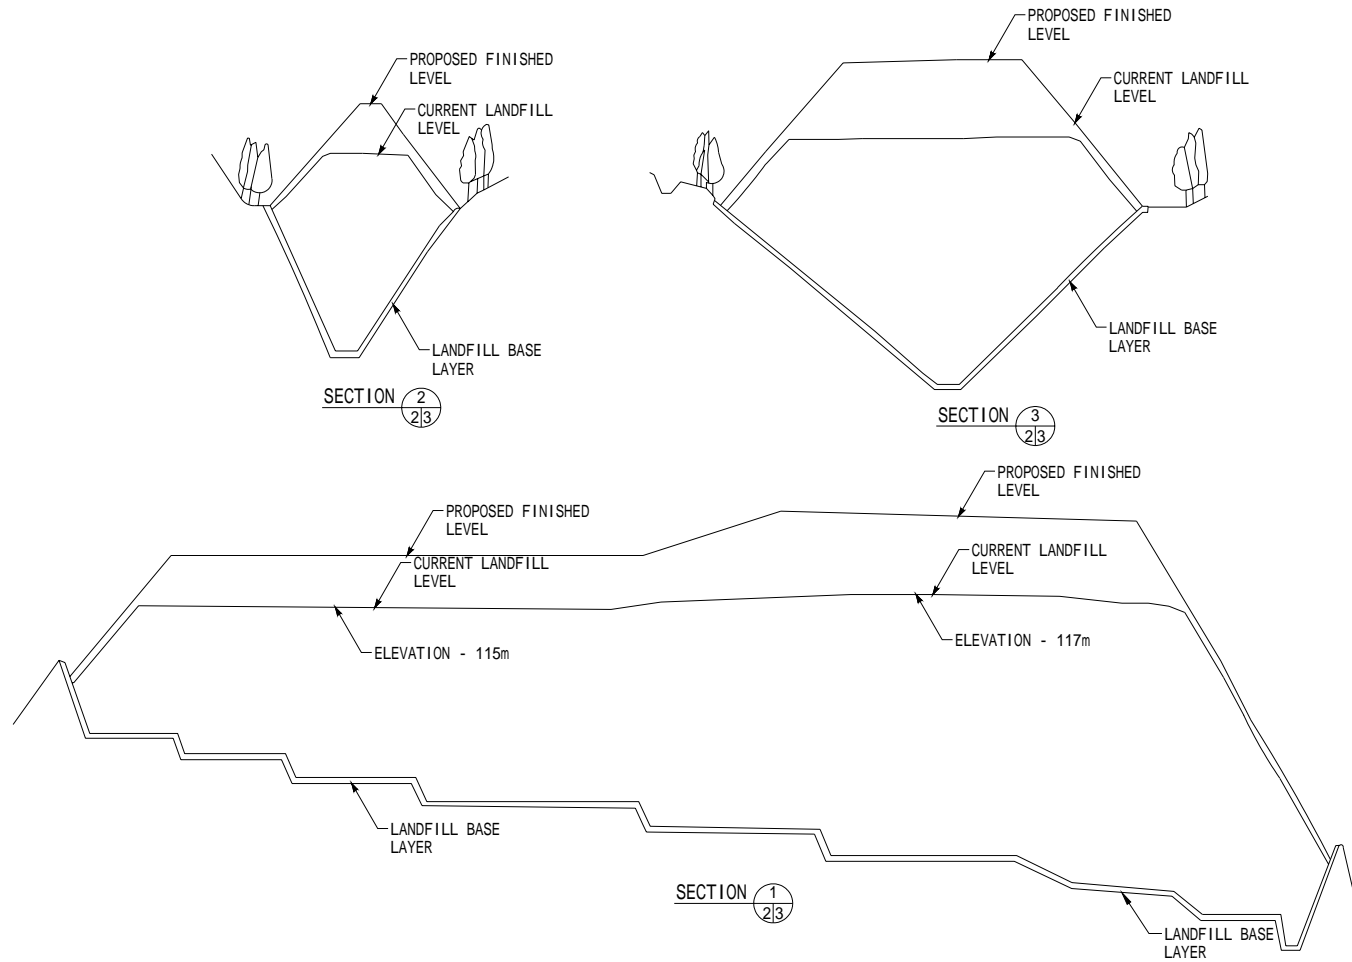 PROPOSED FINISHED
LEVEL
CURRENT LANDFILL
LEVEL
LANDFILL BASE
LAYER
SECTION 2
2|3
PROPOSED FINISHED
LEVEL
CURRENT LANDFILL
LEVEL
LANDFILL BASE
LAYER
SECTION 3
2|3
PROPOSED FINISHED
LEVEL
PROPOSED FINISHED
LEVEL
CURRENT LANDFILL
LEVEL
CURRENT LANDFILL
LEVEL
ELEVATION - 115m
ELEVATION - 117m
LANDFILL BASE
LAYER
SECTION 1
2|3
LANDFILL BASE
LAYER